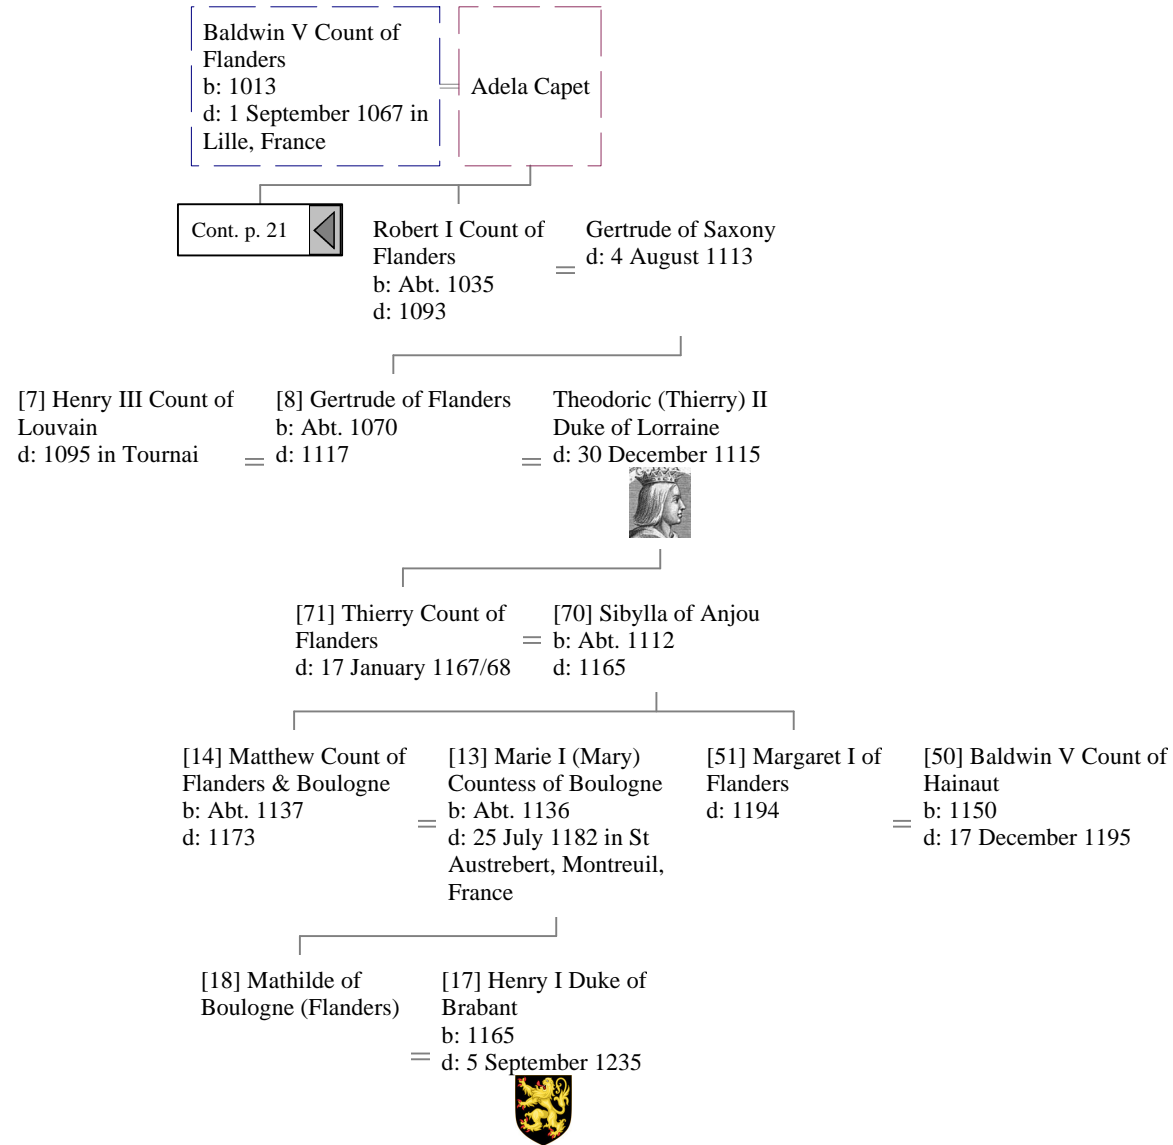 Baldwin V Count of
Flanders
b: 1013
d: 1 September 1067 in
Lille, France
Adela Capet
Cont. p. 21
Robert I Count of
Flanders
b: Abt. 1035
d: 1093
Gertrude of Saxony
d: 4 August 1113
[7] Henry III Count of
Louvain
d: 1095 in Tournai
[8] Gertrude of Flanders
b: Abt. 1070
d: 1117
Theodoric (Thierry) II
Duke of Lorraine
d: 30 December 1115
[71] Thierry Count of
Flanders
d: 17 January 1167/68
[70] Sibylla of Anjou
b: Abt. 1112
d: 1165
[14] Matthew Count of
Flanders & Boulogne
b: Abt. 1137
d: 1173
[13] Marie I (Mary)
Countess of Boulogne
b: Abt. 1136
d: 25 July 1182 in St
Austrebert, Montreuil,
France
[51] Margaret I of
Flanders
d: 1194
[50] Baldwin V Count of
Hainaut
b: 1150
d: 17 December 1195
[18] Mathilde of
Boulogne (Flanders)
[17] Henry I Duke of
Brabant
b: 1165
d: 5 September 1235